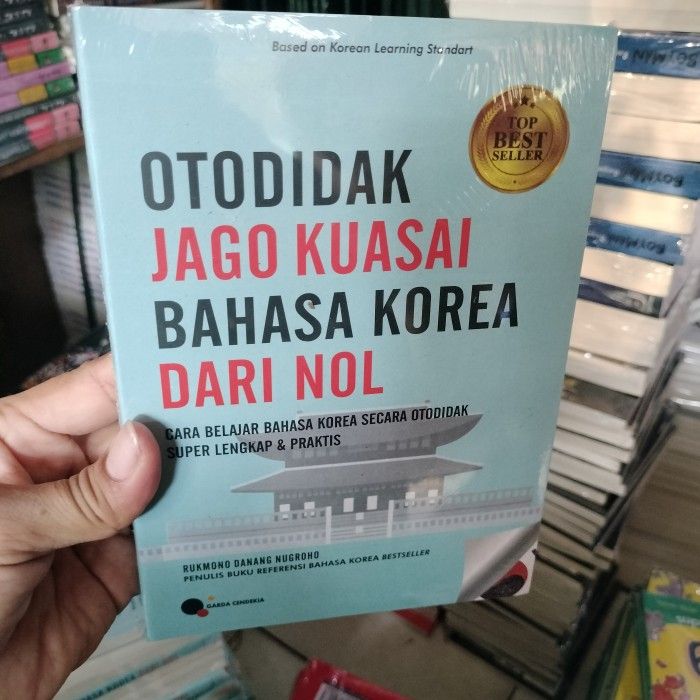 Based on Korean Learning Standart
TOP
BEST
SELLER
OTODIDAK
JAGO KUASAI
BAHASA KOREA
DARI NOL
CARA BELAJAR BAHASA KOREA SECARA OTODIDAK
SUPER LENGKAP & PRAKTIS
RUKMONO DANANG NUGROHO
PENULIS BUKU REFERENSI BAHASA KOREA BESTSELLER
GARDA CENDEKIA